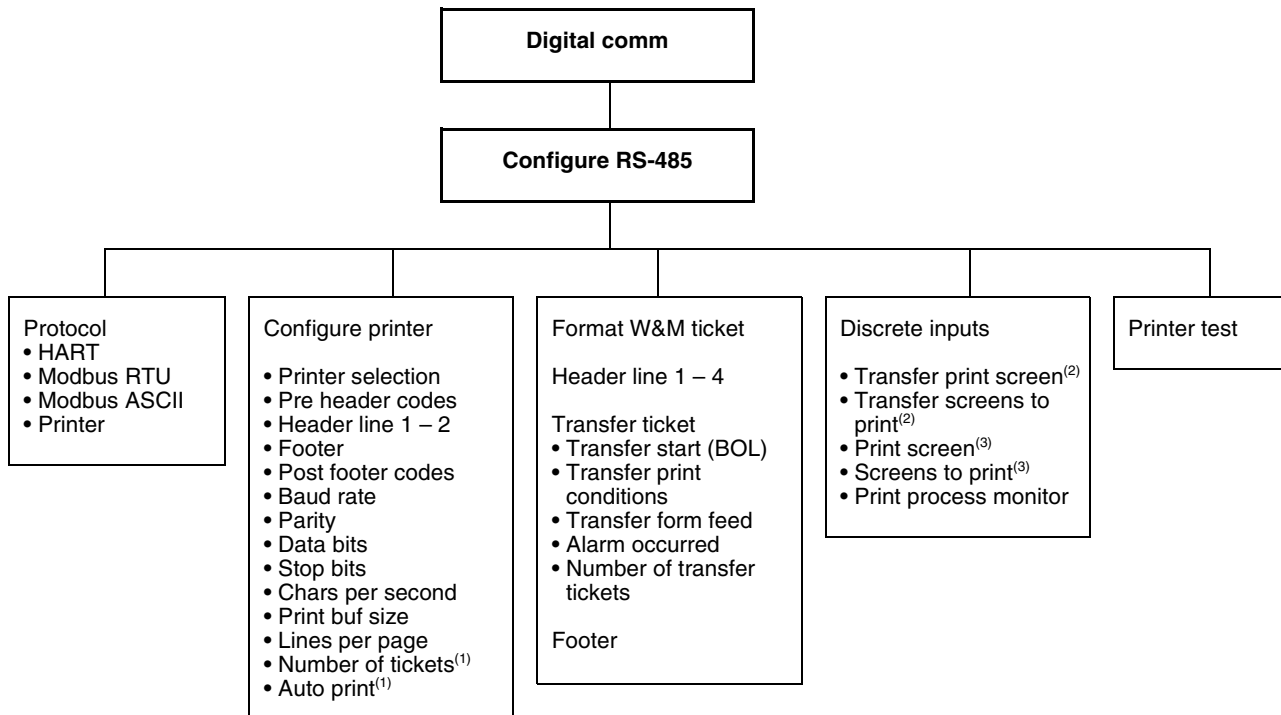 Digital comm
Configure RS-485
Protocol
• HART
• Modbus RTU
• Modbus ASCII
• Printer
Configure printer
• Printer selection
• Pre header codes
• Header line 1 – 2
• Footer
• Post footer codes
• Baud rate
• Parity
• Data bits
• Stop bits
• Chars per second
• Print buf size
• Lines per page
• Number of tickets(1)
• Auto print(1)
Format W&M ticket
Header line 1 – 4
Transfer ticket
• Transfer start (BOL)
• Transfer print
conditions
• Transfer form feed
• Alarm occurred
• Number of transfer
tickets
Footer
Discrete inputs
• Transfer print screen(2)
• Transfer screens to
print(2)
• Print screen(3)
• Screens to print(3)
• Print process monitor
Printer test